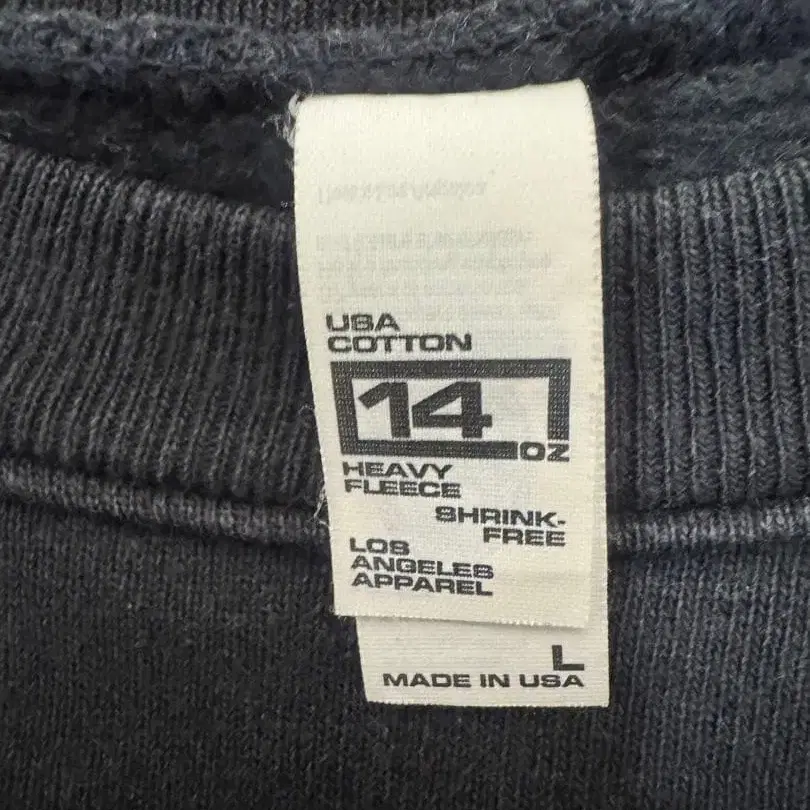 USA
COTTON
14
OZ
HEAVY
FLEECE
SHRINK-
FREE
LOS
ANGELES
APPAREL
L
MADE IN USA